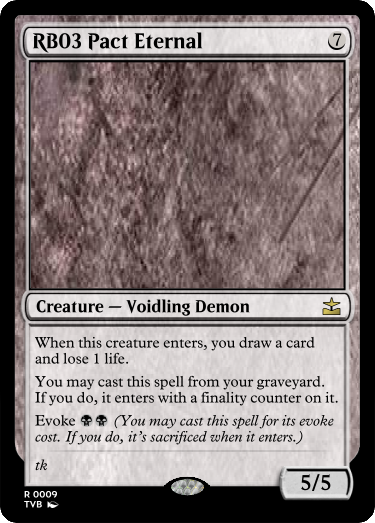 RB03 Pact Eternal 7
Creature — Voidling Demon
When this creature enters, you draw a card
and lose 1 life.
You may cast this spell from your graveyard.
If you do, it enters with a finality counter on it.
Evoke (You may cast this spell for its evoke
cost. If you do, it’s sacrificed when it enters.)
tk
5/5
R 0009
TVB